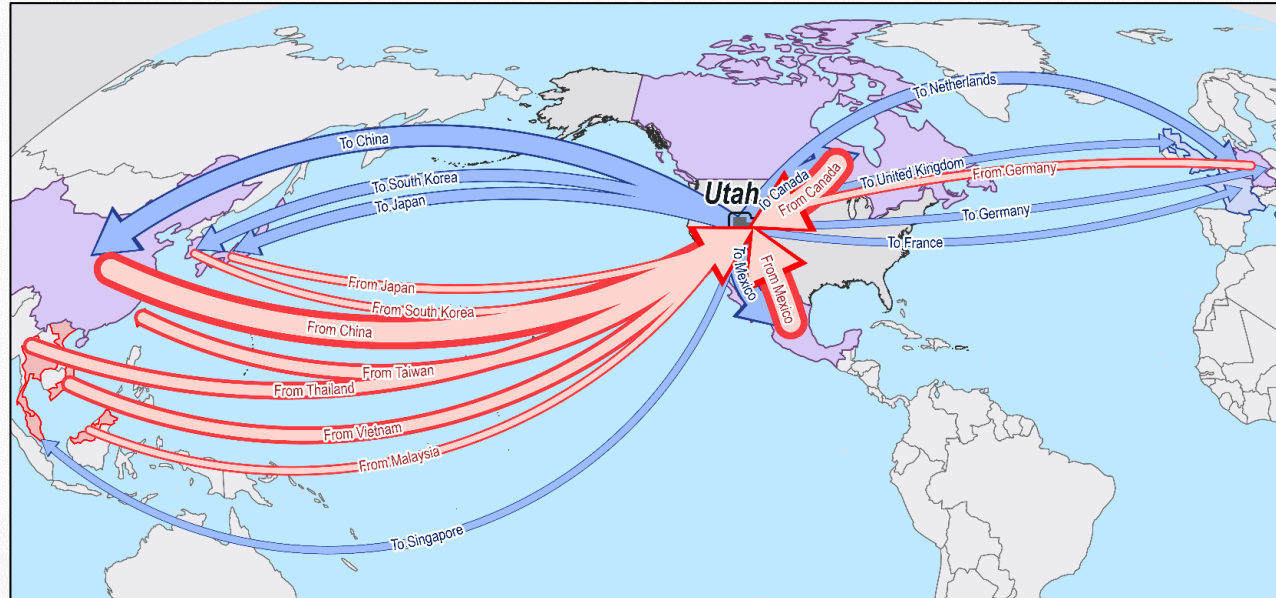 To Netherlands
To China
To United Kingdom
From Germany
To South Korea
To Canada
From Canada
Utah
To Japan
To Germany
To France
To Mexico
From Mexico
From Japan
From South Korea
From China
From Taiwan
From Thailand
From Vietnam
From Malaysia
To Singapore